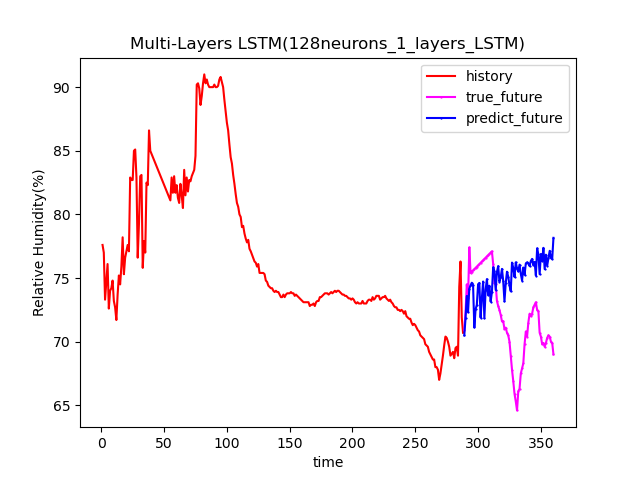 Multi-Layers LSTM(128neurons_1_layers_LSTM)
history
true_future
predict_future
Relative Humidity(%)
90
85
80
75
70
65
0
50
100
150
200
250
300
350
time